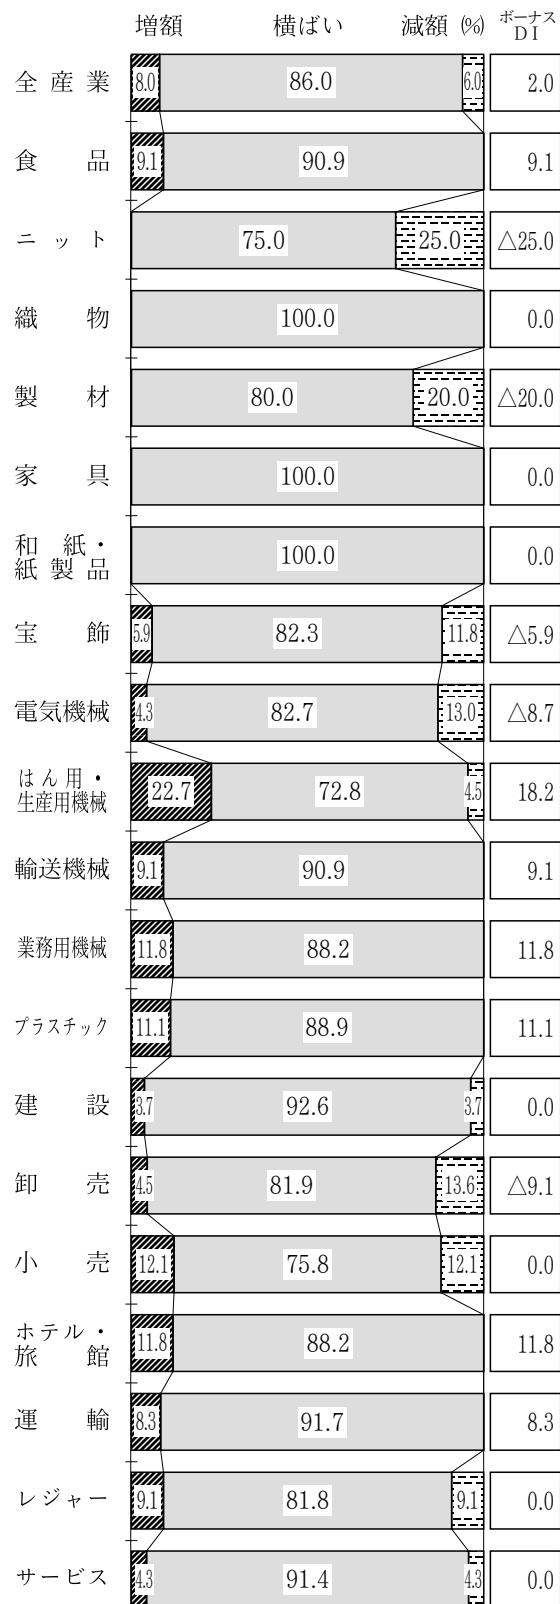 増額 横ばい 減額 (%) ボーナス
DI
全産業 8.0 86.0 6.0 2.0
食品 9.1 90.9 9.1
ニット 75.0 25.0 △25.0
織物 100.0 0.0
製材 80.0 20.0 △20.0
家具 100.0 0.0
和紙・
紙製品 100.0 0.0
宝飾 5.9 82.3 11.8 △5.9
電気機械 4.3 82.7 13.0 △8.7
はん用・
生産用機械 22.7 72.8 4.5 18.2
輸送機械 9.1 90.9 9.1
業務用機械 11.8 88.2 11.8
プラスチック 11.1 88.9 11.1
建設 3.7 92.6 3.7 0.0
卸売 4.5 81.9 13.6 △9.1
小売 12.1 75.8 12.1 0.0
ホテル・
旅館 11.8 88.2 11.8
運輸 8.3 91.7 8.3
レジャー 9.1 81.8 9.1 0.0
サービス 4.3 91.4 4.3 0.0